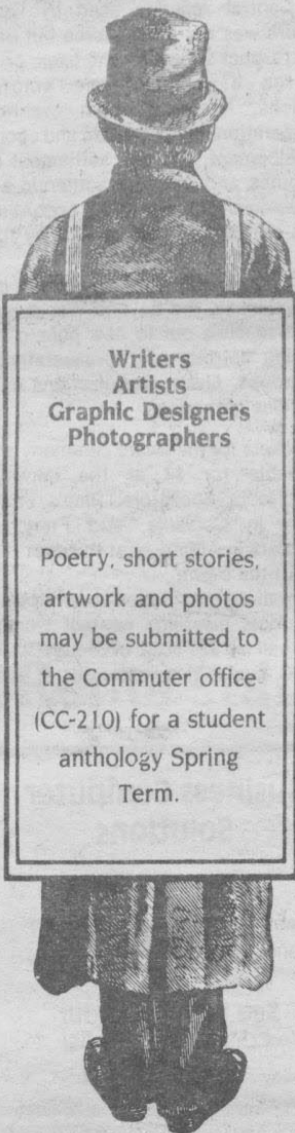 Writers
Artists
Graphic Designers
Photographers
Poetry, short stories,
artwork and photos
may be submitted to
the Commuter office
(CC-210) for a student
anthology Spring
Term.